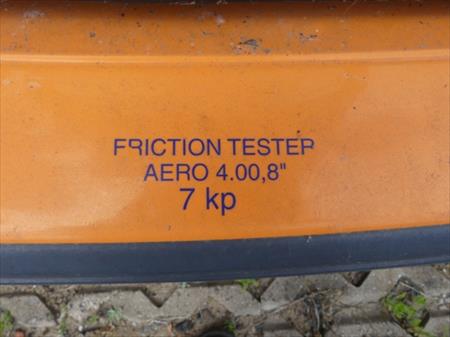 FRICTION TESTER
AERO 4.00,8"
7 kp